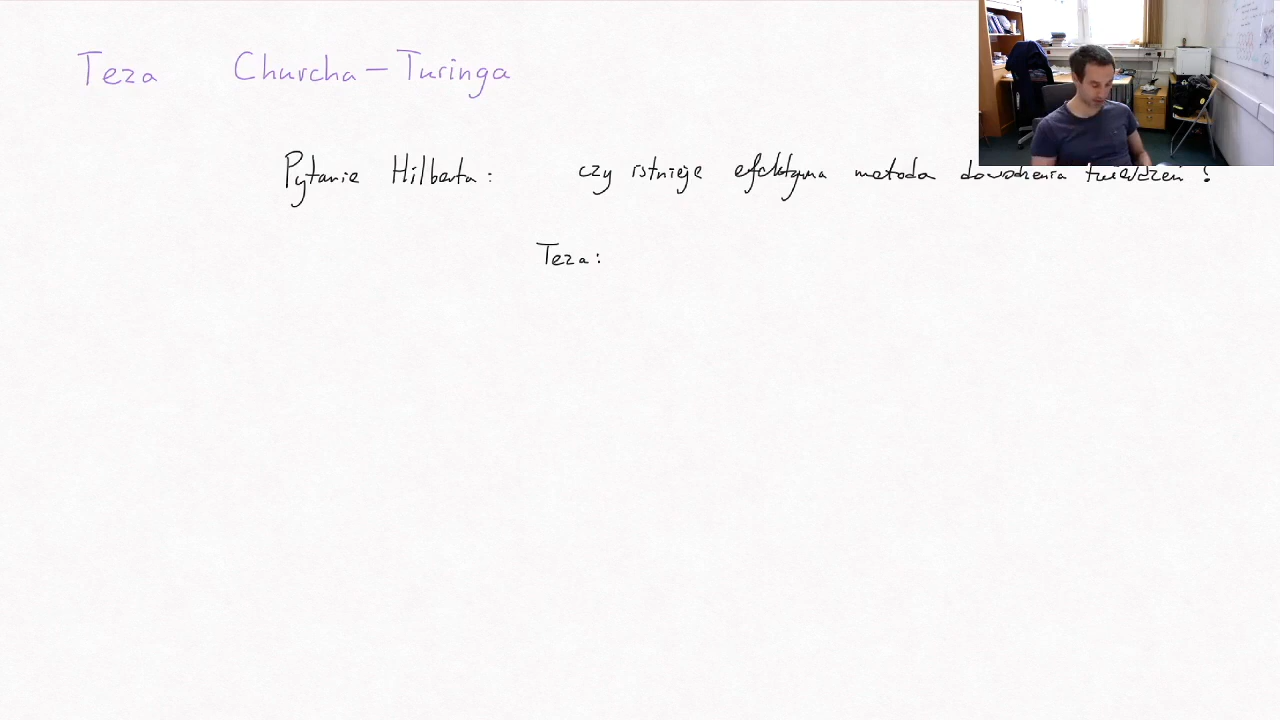 Teza Churcha - Turinga
Pytanie Hilberta: czy istnieje efektywna metoda dowodzenia twierdzeń?
Teza: